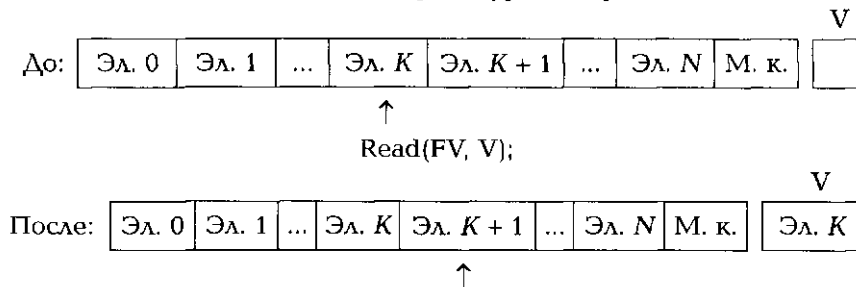 V
До: Эл. 0 Эл. 1 ... Эл. K Эл. K + 1 ... Эл. N М. к.
↑
Read(FV, V);
V
После: Эл. 0 Эл. 1 ... Эл. K Эл. K + 1 ... Эл. N М. к. Эл. K
↑